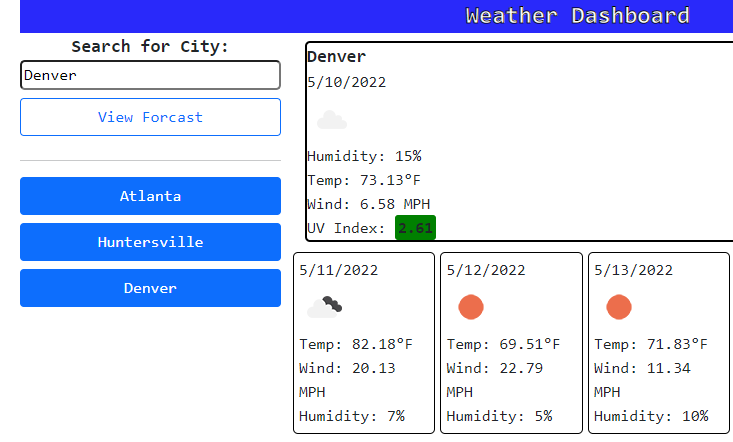 Weather Dashboard
Search for City:
Denver
View Forcast
Atlanta
Huntersville
Denver
Denver
5/10/2022
Humidity: 15%
Temp: 73.13°F
Wind: 6.58 MPH
UV Index: 2.61
5/11/2022
Temp: 82.18°F
Wind: 20.13
MPH
Humidity: 7%
5/12/2022
Temp: 69.51°F
Wind: 22.79
MPH
Humidity: 5%
5/13/2022
Temp: 71.83°F
Wind: 11.34
MPH
Humidity: 10%